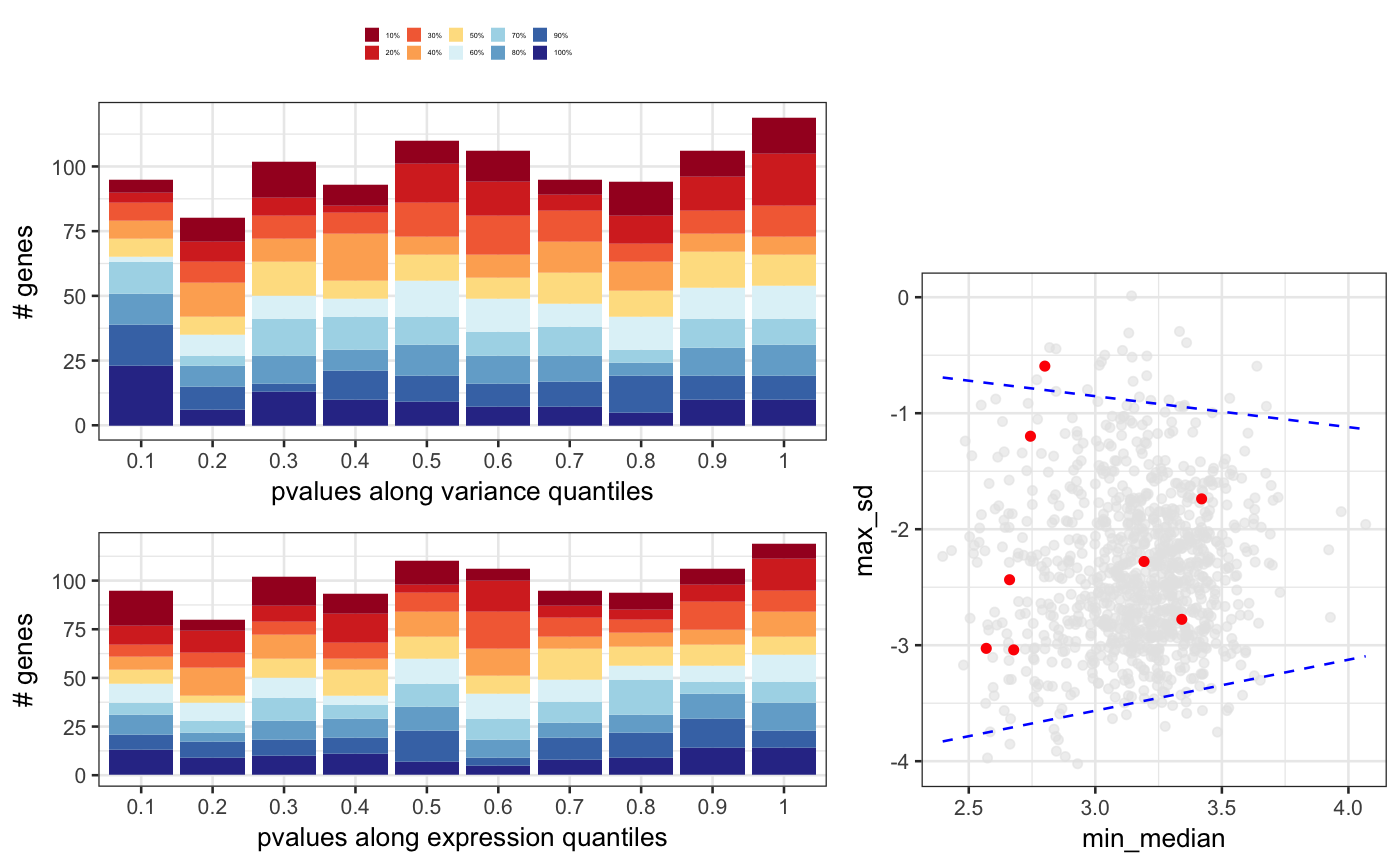 10% 30% 50% 70% 90%
20% 40% 60% 80% 100%
# genes
100
75
50
25
0
0.1 0.2 0.3 0.4 0.5 0.6 0.7 0.8 0.9 1
pvalues along variance quantiles
# genes
100
75
50
25
0
0.1 0.2 0.3 0.4 0.5 0.6 0.7 0.8 0.9 1
pvalues along expression quantiles
max_sd
0
-1
-2
-3
-4
2.5 3.0 3.5 4.0
min_median